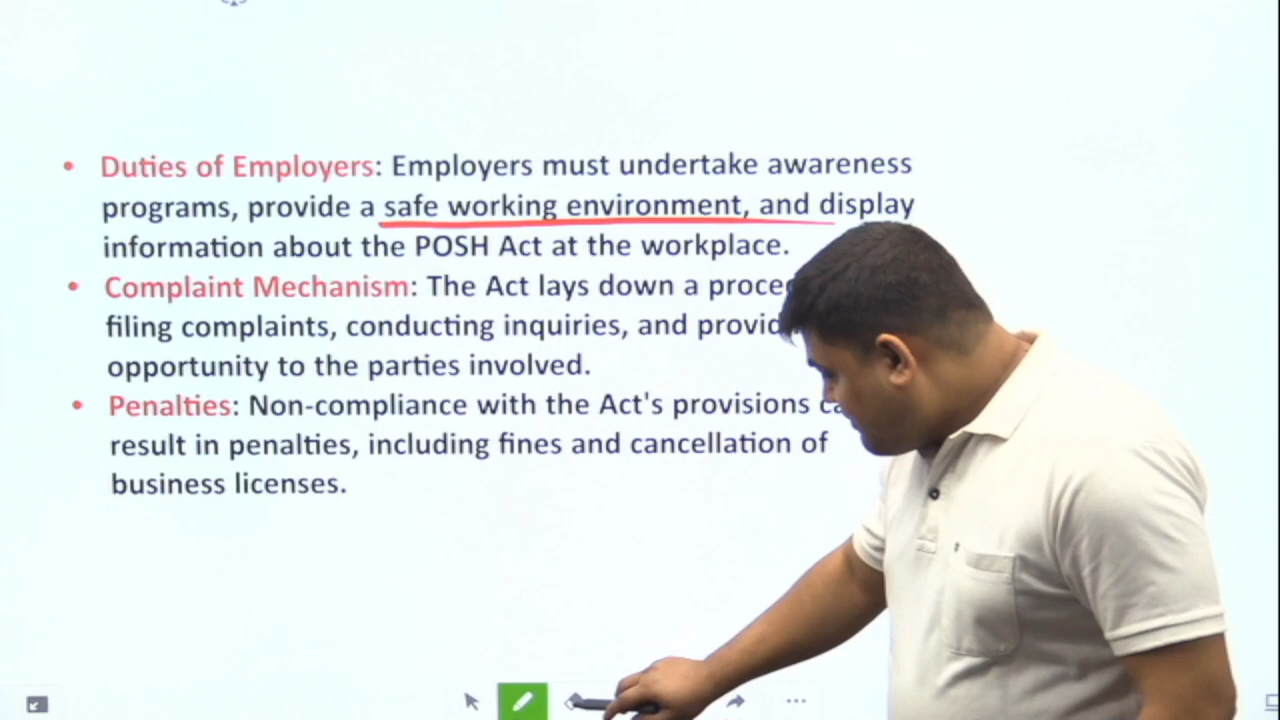 • Duties of Employers: Employers must undertake awareness
programs, provide a safe working environment, and display
information about the POSH Act at the workplace.
• Complaint Mechanism: The Act lays down a
filing complaints, conducting inquiries, and
opportunity to the parties involved.
• Penalties: Non-compliance with the Act's provisions
result in penalties, including fines and cancellation of
business licenses.